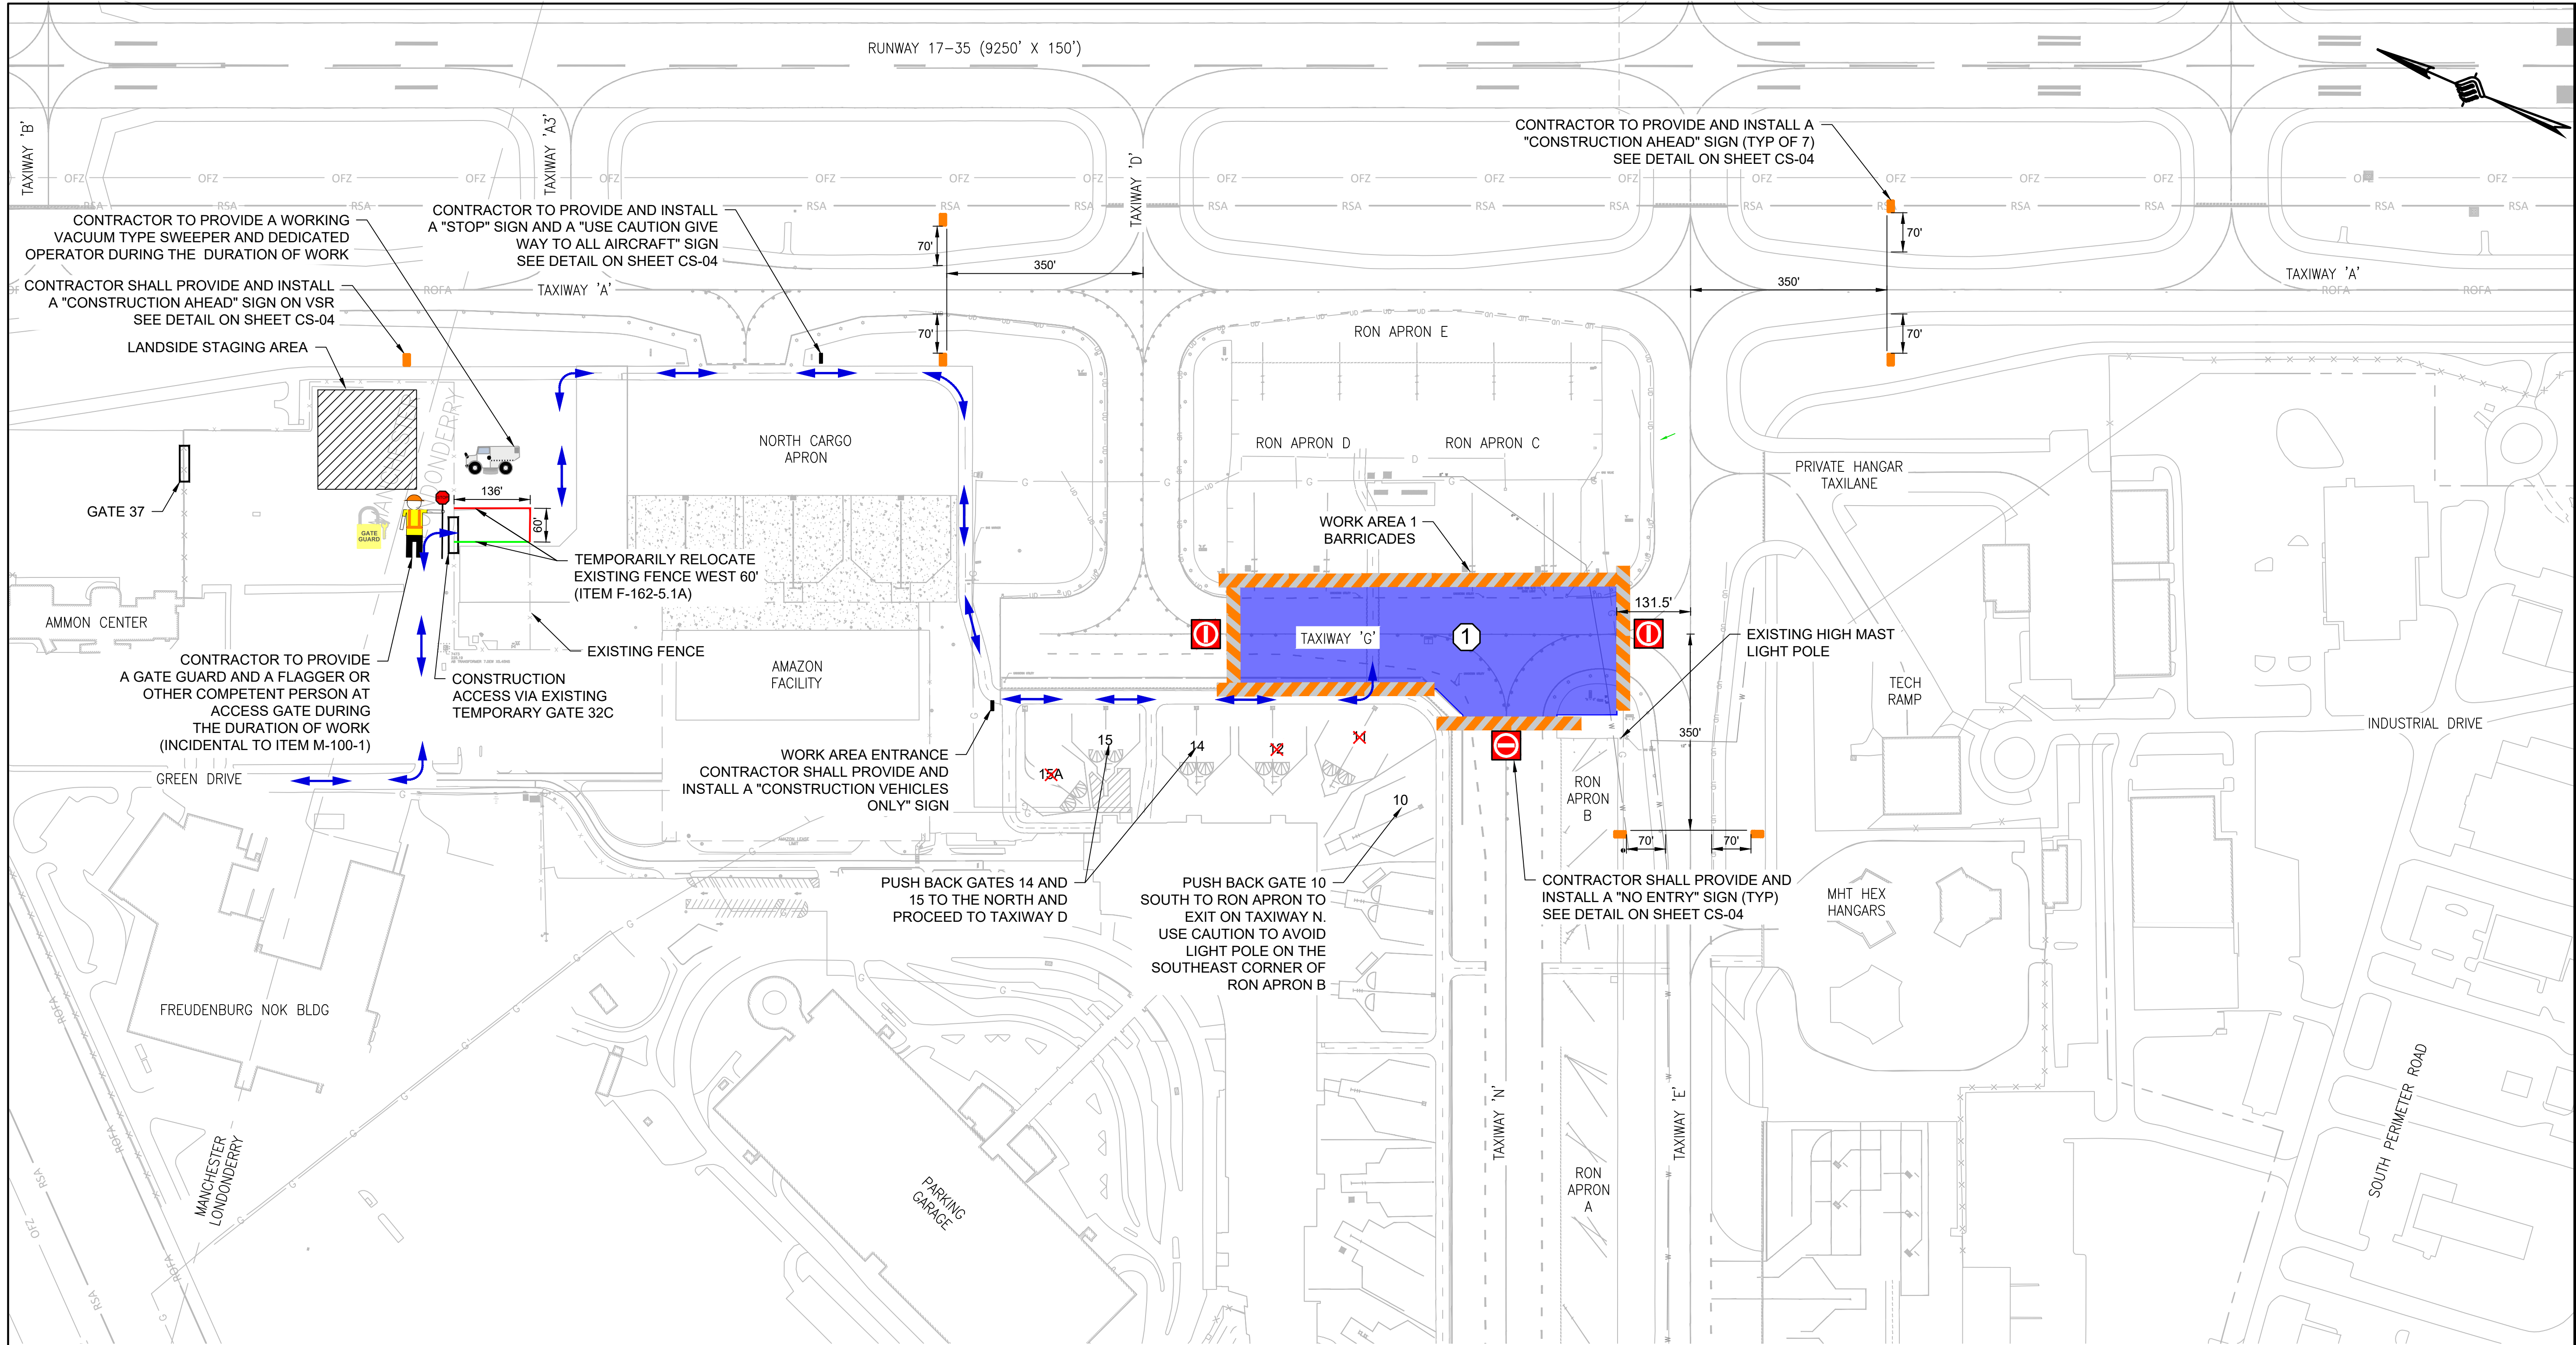 RUNWAY 17-35 (9250' X 150')
TAXIWAY 'B'
TAXIWAY 'A3'
TAXIWAY 'D'
CONTRACTOR TO PROVIDE AND INSTALL A
"CONSTRUCTION AHEAD" SIGN (TYP OF 7)
SEE DETAIL ON SHEET CS-04
OFZ
RSA
CONTRACTOR TO PROVIDE A WORKING
VACUUM TYPE SWEEPER AND DEDICATED
OPERATOR DURING THE DURATION OF WORK
CONTRACTOR TO PROVIDE AND INSTALL
A "STOP" SIGN AND A "USE CAUTION GIVE
WAY TO ALL AIRCRAFT" SIGN
SEE DETAIL ON SHEET CS-04
70'
350'
70'
70'
350'
70'
CONTRACTOR SHALL PROVIDE AND INSTALL
A "CONSTRUCTION AHEAD" SIGN ON VSR
SEE DETAIL ON SHEET CS-04
ROFA
TAXIWAY 'A'
TAXIWAY 'A'
ROFA
ROFA
LANDSIDE STAGING AREA
RON APRON E
RON APRON D
RON APRON C
NORTH CARGO
APRON
PRIVATE HANGAR
TAXILANE
GATE 37
GATE
GUARD
136'
60'
TEMPORARILY RELOCATE
EXISTING FENCE WEST 60'
(ITEM F-162-5.1A)
WORK AREA 1
BARRICADES
131.5'
TAXIWAY 'G'
1
EXISTING HIGH MAST
LIGHT POLE
AMMON CENTER
EXISTING FENCE
AMAZON
FACILITY
CONTRACTOR TO PROVIDE
A GATE GUARD AND A FLAGGER OR
OTHER COMPETENT PERSON AT
ACCESS GATE DURING
THE DURATION OF WORK
(INCIDENTAL TO ITEM M-100-1)
CONSTRUCTION
ACCESS VIA EXISTING
TEMPORARY GATE 32C
TECH
RAMP
INDUSTRIAL DRIVE
350'
15
14
12
11
15A
10
GREEN DRIVE
WORK AREA ENTRANCE
CONTRACTOR SHALL PROVIDE AND
INSTALL A "CONSTRUCTION VEHICLES
ONLY" SIGN
RON
APRON
B
70'
70'
PUSH BACK GATES 14 AND
15 TO THE NORTH AND
PROCEED TO TAXIWAY D
PUSH BACK GATE 10
SOUTH TO RON APRON TO
EXIT ON TAXIWAY N.
USE CAUTION TO AVOID
LIGHT POLE ON THE
SOUTHEAST CORNER OF
RON APRON B
CONTRACTOR SHALL PROVIDE AND
INSTALL A "NO ENTRY" SIGN (TYP)
SEE DETAIL ON SHEET CS-04
MHT HEX
HANGARS
FREUDENBURG NOK BLDG
MANCHESTER
LONDONDERRY
PARKING
GARAGE
TAXIWAY 'N'
TAXIWAY 'E'
RON
APRON
A
SOUTH PERIMETER ROAD